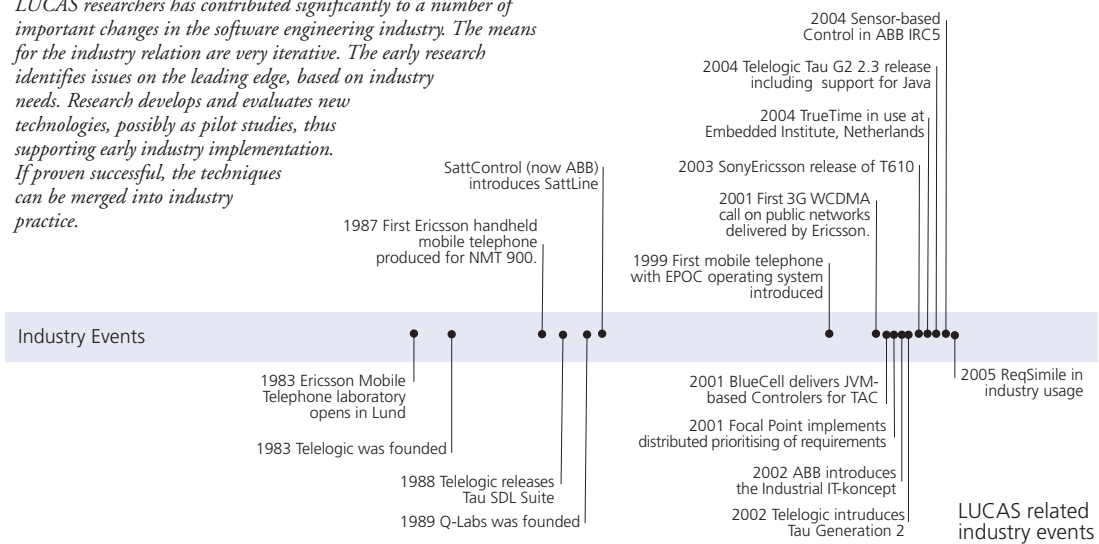 LUCAS researchers has contributed significantly to a number of
important changes in the software engineering industry. The means
for the industry relation are very iterative. The early research
identifies issues on the leading edge, based on industry
needs. Research develops and evaluates new
technologies, possibly as pilot studies, thus
supporting early industry implementation.
If proven successful, the techniques
can be merged into industry
practice.
SattControl (now ABB)
introduces SattLine
1987 First Ericsson handheld
mobile telephone
produced for NMT 900.
2004 Sensor-based
Control in ABB IRC5
2004 Telelogic Tau G2 2.3 release
including support for Java
2004 TrueTime in use at
Embedded Institute, Netherlands
2003 SonyEricsson release of T610
2001 First 3G WCDMA
call on public networks
delivered by Ericsson.
1999 First mobile telephone
with EPOC operating system
introduced
Industry Events
1983 Ericsson Mobile
Telephone laboratory
opens in Lund
1983 Telelogic was founded
1988 Telelogic releases
Tau SDL Suite
1989 Q-Labs was founded
2001 BlueCell delivers JVM-
based Controlers for TAC
2001 Focal Point implements
distributed prioritising of requirements
2002 ABB introduces
the Industrial IT-koncept
2002 Telelogic intruduces
Tau Generation 2
2005 ReqSimile in
industry usage
LUCAS related
industry events